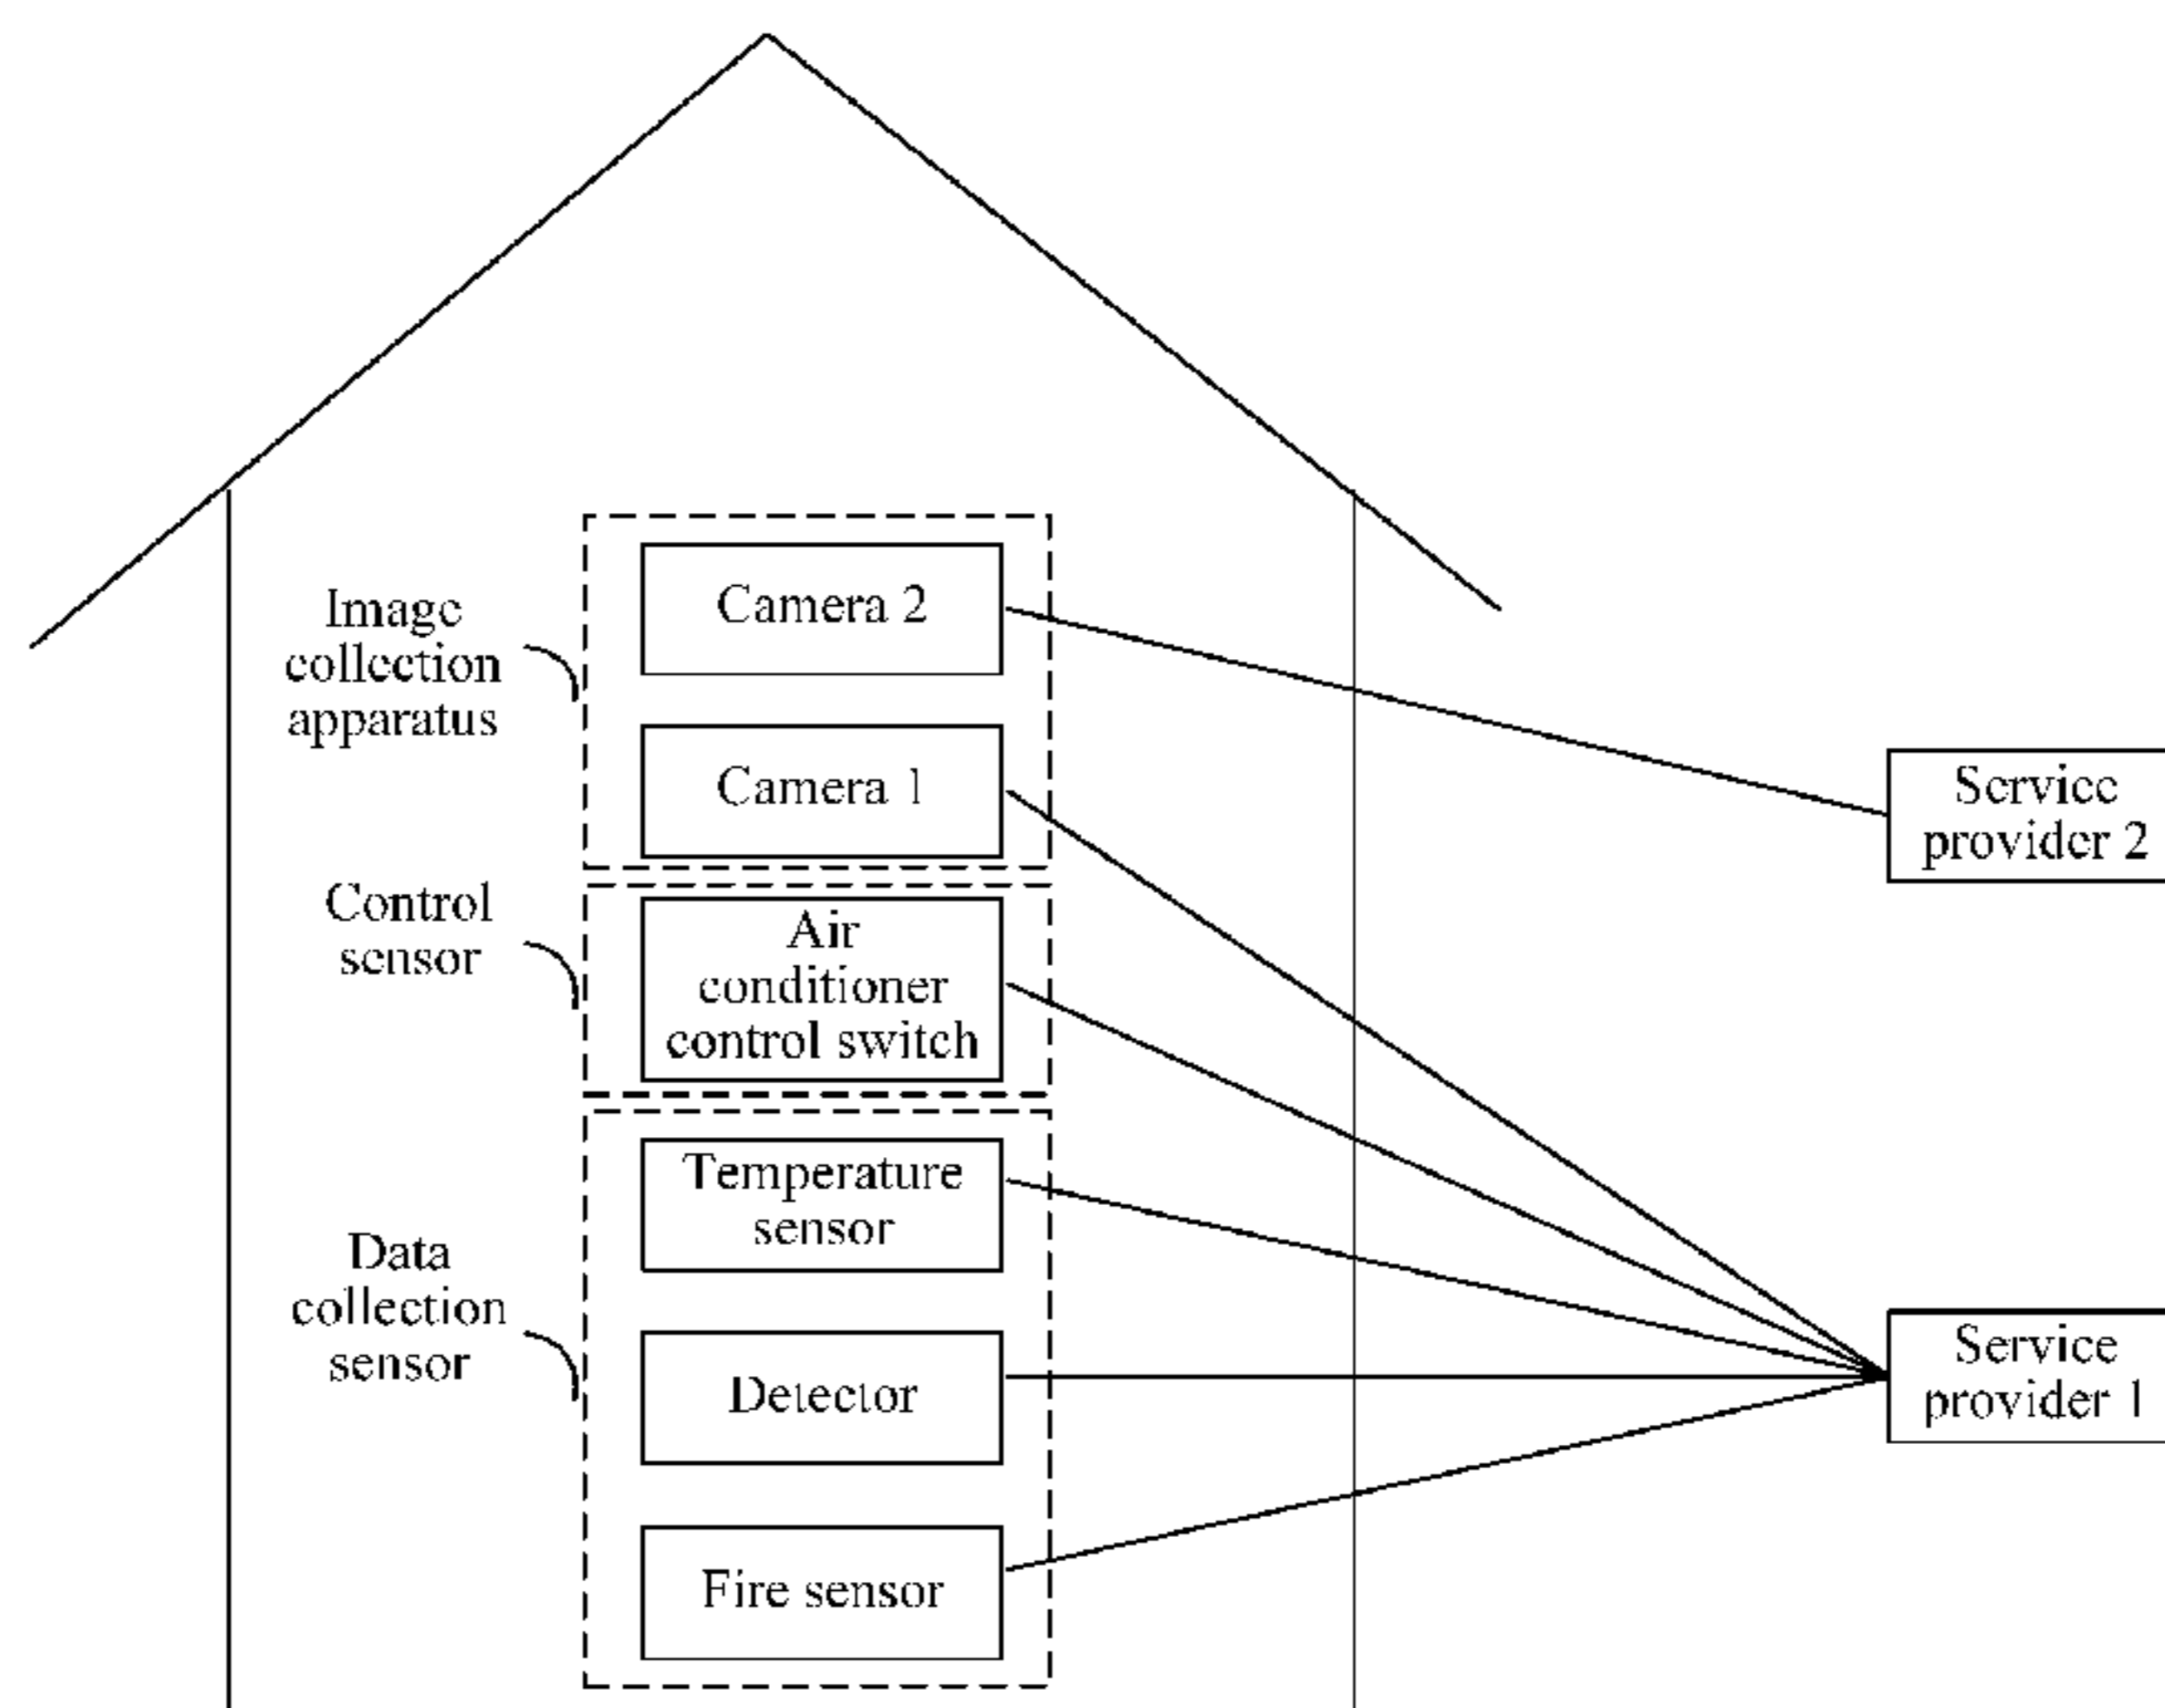 Image
collection
apparatus
Camera 2
Camera 1
Service
provider 2
Control
sensor
Air
conditioner
control switch
Data
collection
sensor
Temperature
sensor
Detector
Fire sensor
Service
provider 1